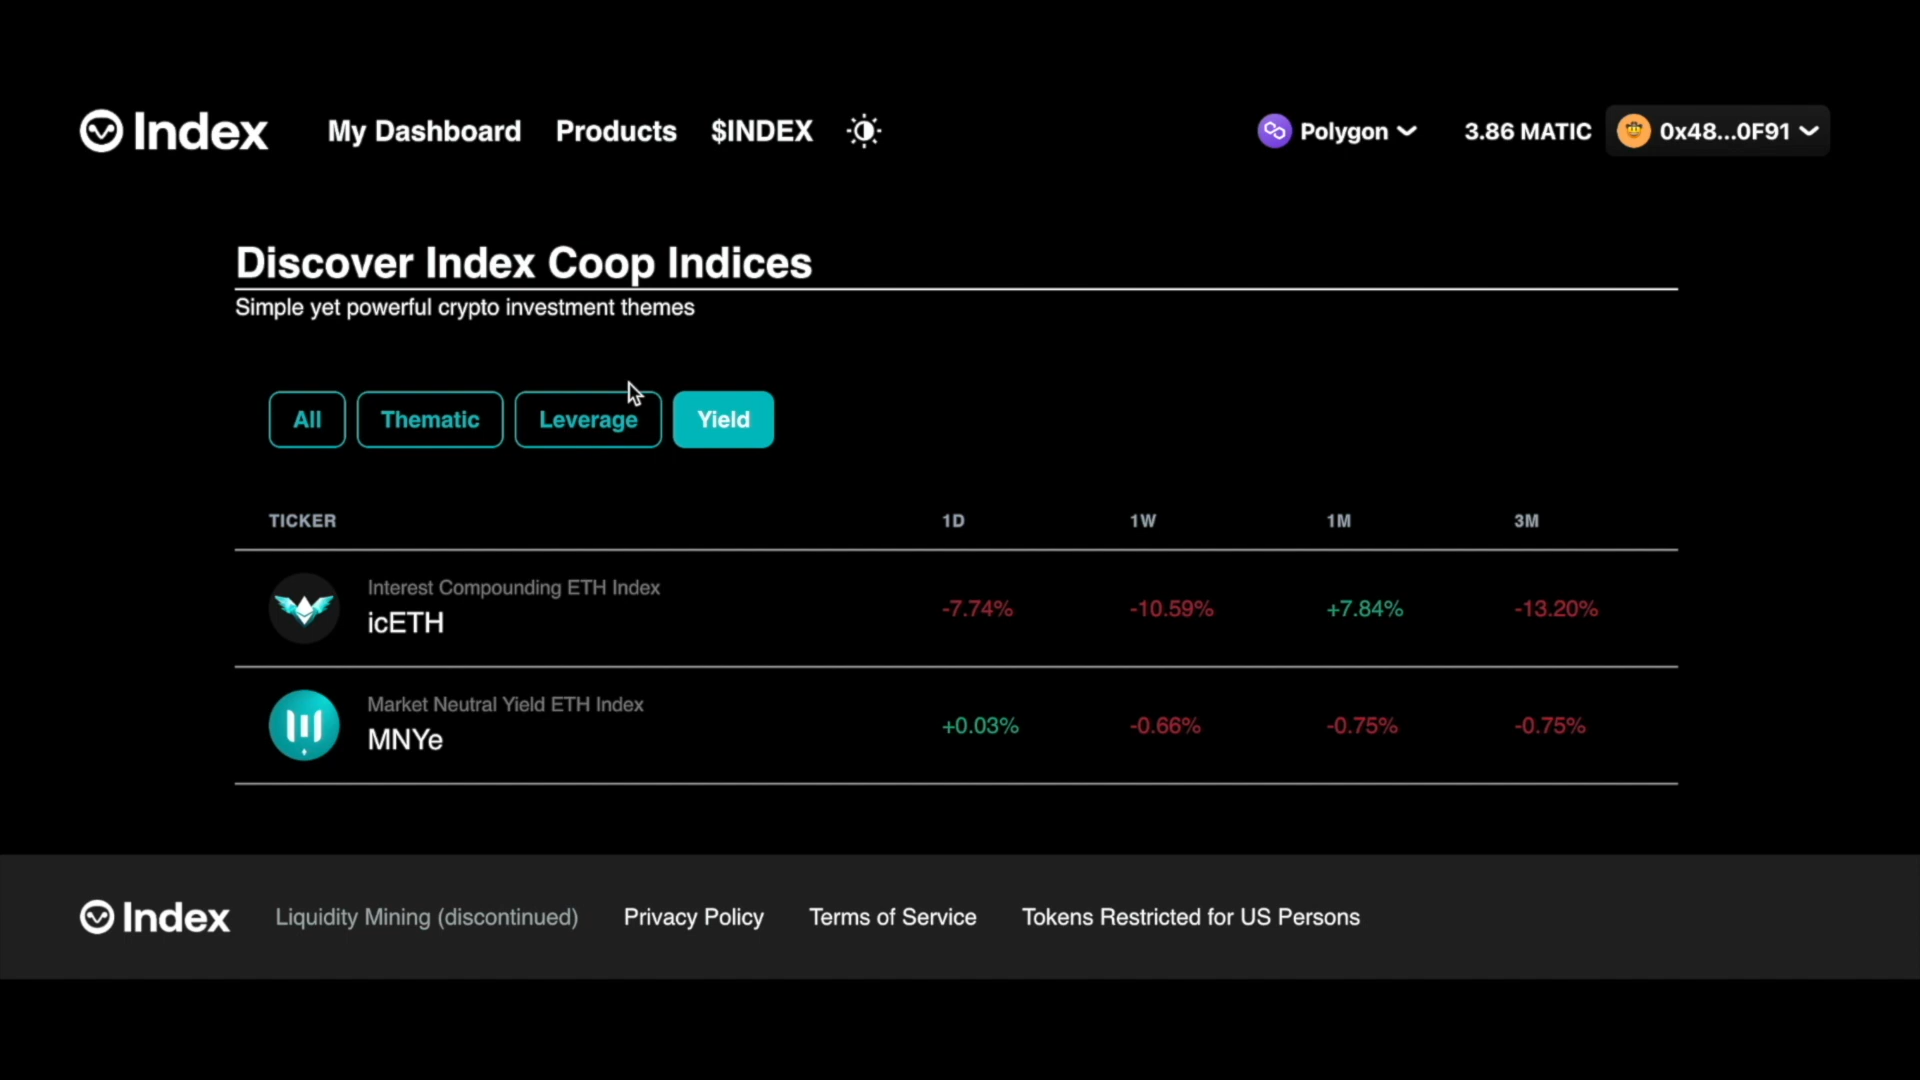 Index My Dashboard Products $INDEX Polygon 3.86 MATIC 0x48...0F91
Discover Index Coop Indices
Simple yet powerful crypto investment themes
All Thematic Leverage Yield
TICKER 1D 1W 1M 3M
Interest Compounding ETH Index
icETH -7.74% -10.59% +7.84% -13.20%
Market Neutral Yield ETH Index
MNYe +0.03% -0.66% -0.75% -0.75%
Index Liquidity Mining (discontinued) Privacy Policy Terms of Service Tokens Restricted for US Persons